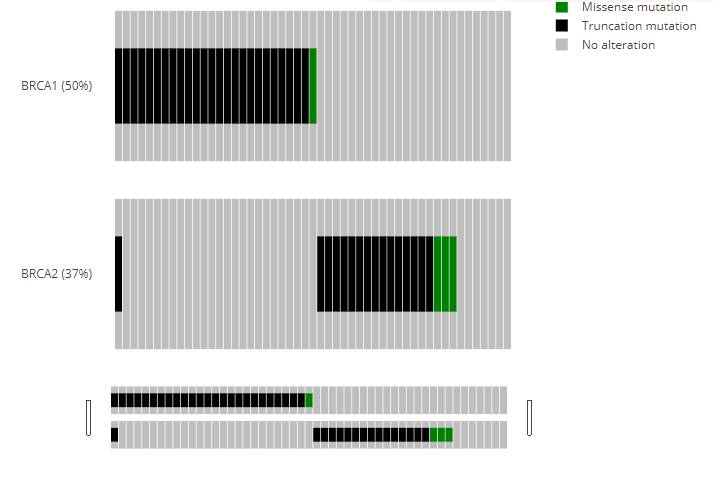 Missense mutation
Truncation mutation
No alteration
BRCA1 (50%)
BRCA2 (37%)